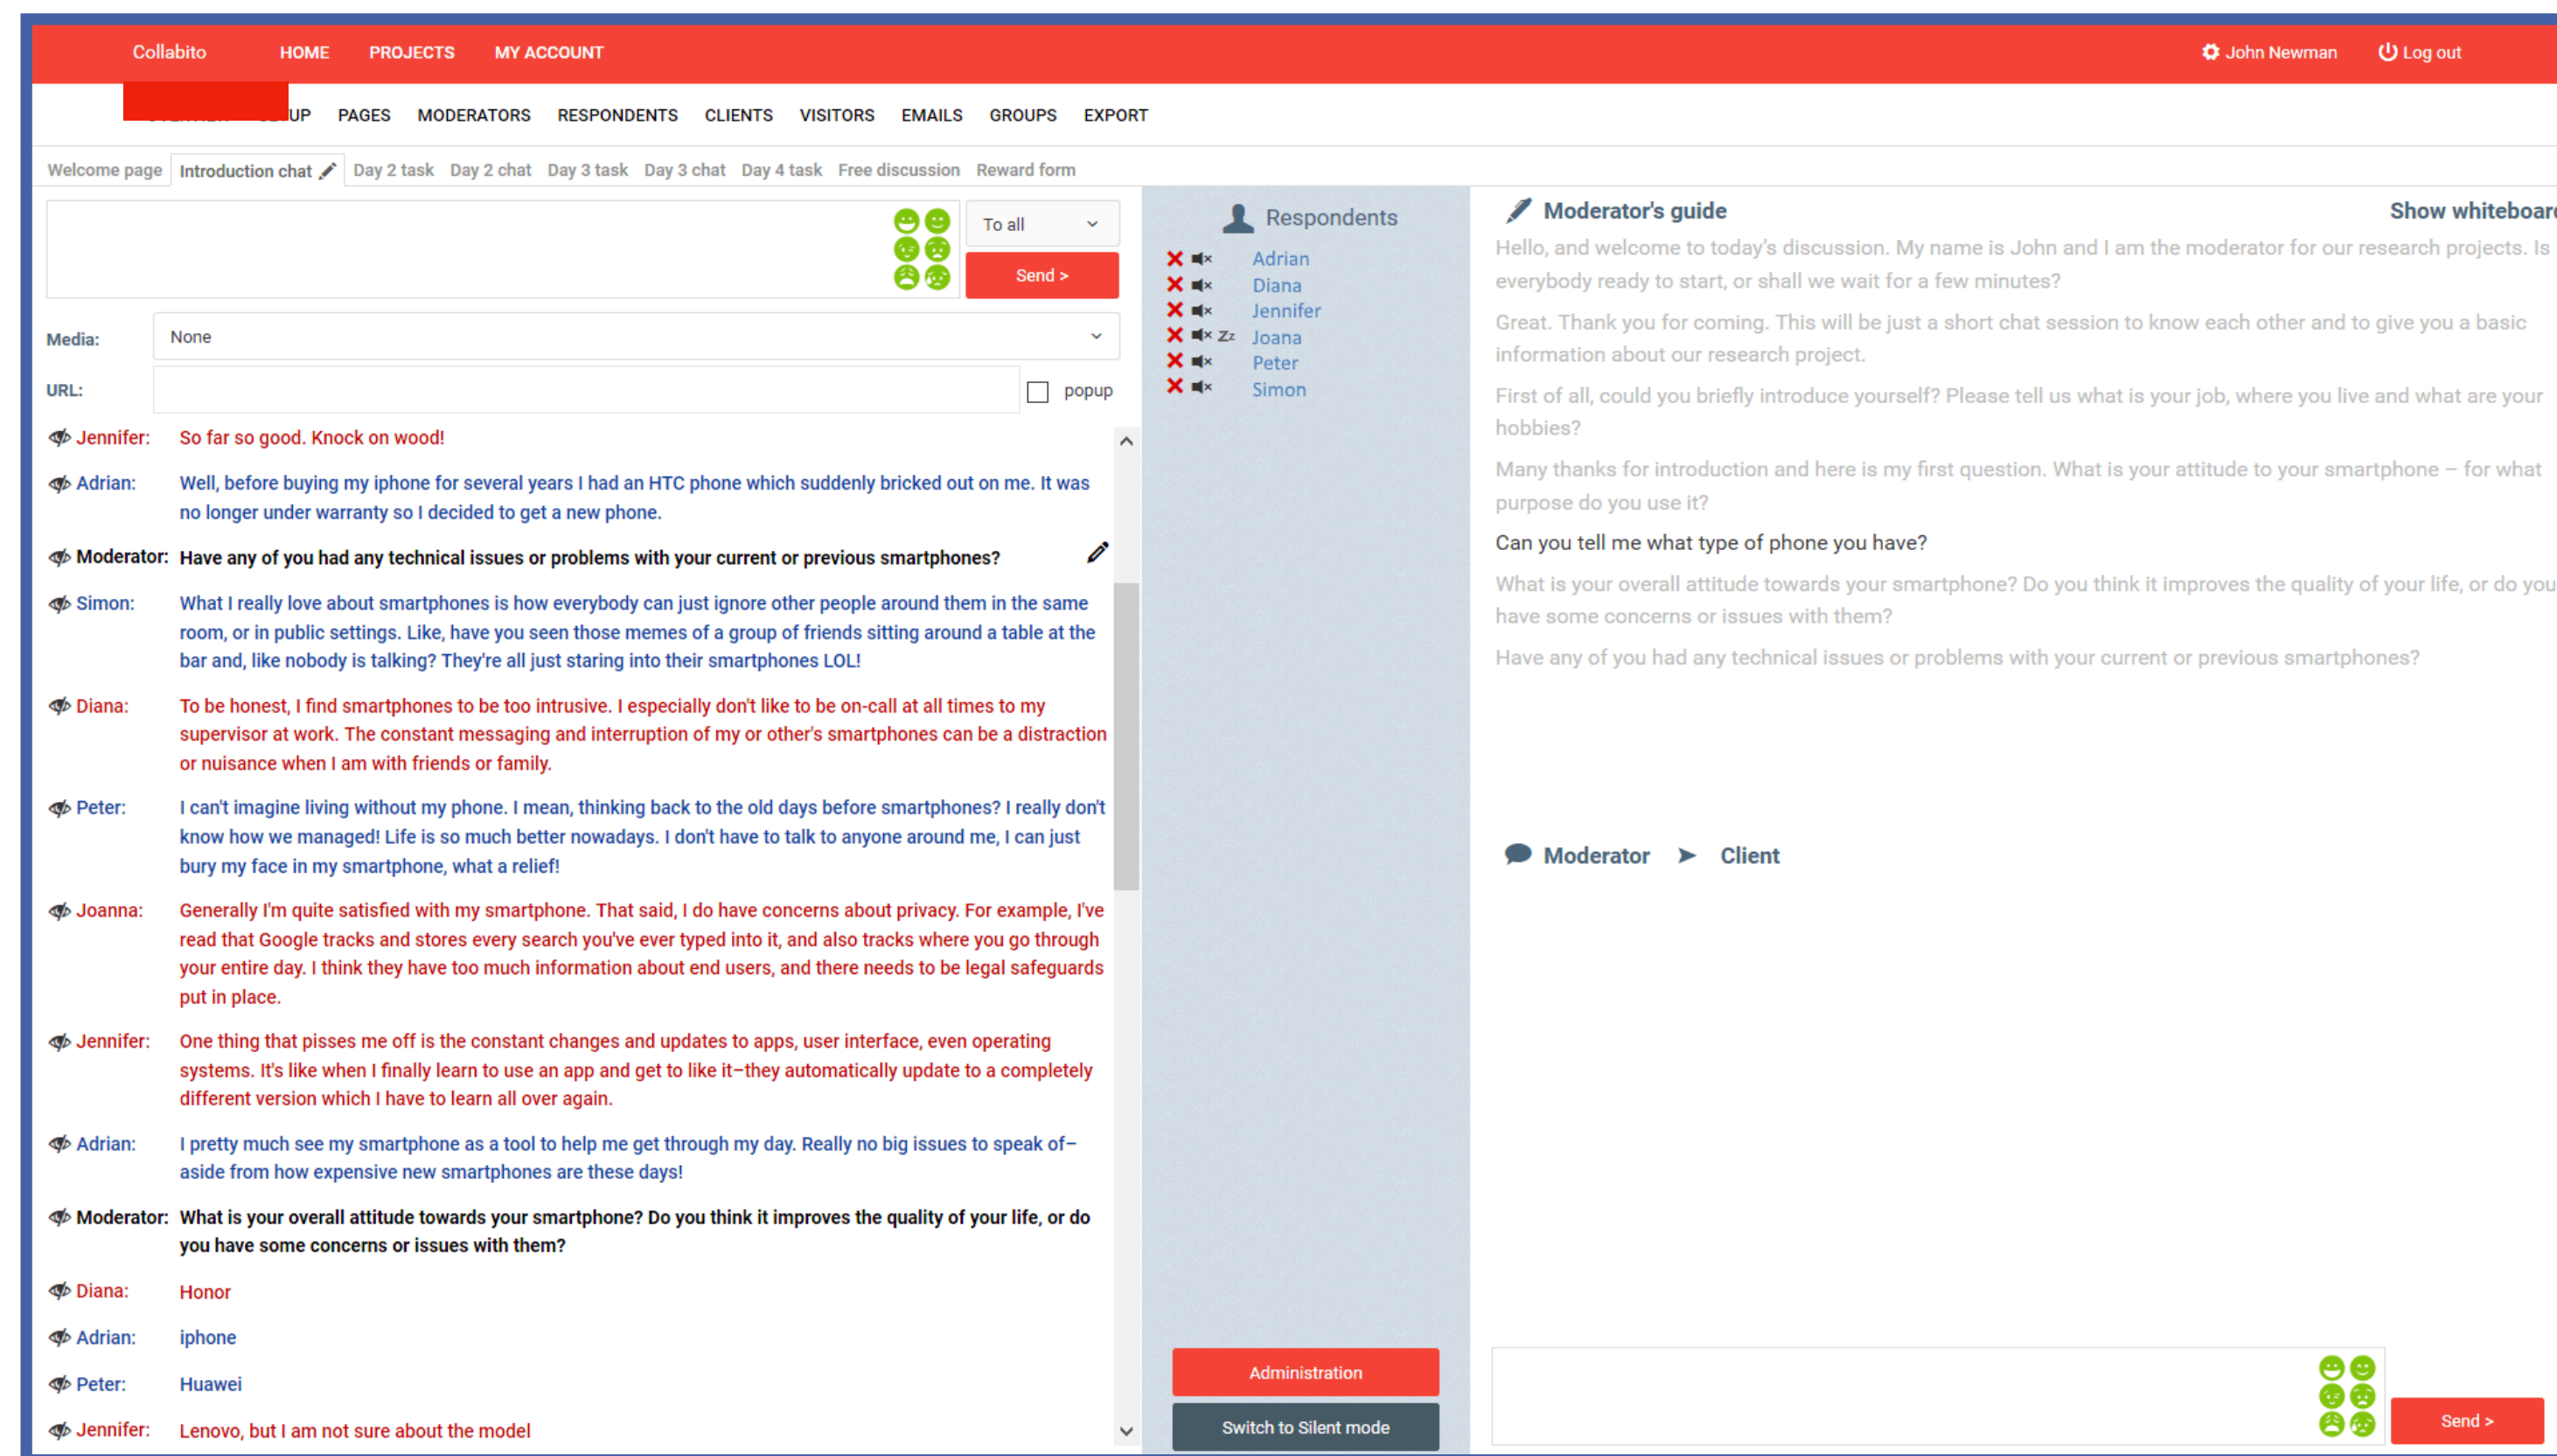 Collabito HOME PROJECTS MY ACCOUNT John Newman Log out
UP PAGES MODERATORS RESPONDENTS CLIENTS VISITORS EMAILS GROUPS EXPORT
Welcome page Introduction chat Day 2 task Day 2 chat Day 3 task Day 3 chat Day 4 task Free discussion Reward form
To all
Send >
Media: None
URL: popup
Jennifer: So far so good. Knock on wood!
Adrian: Well, before buying my iphone for several years I had an HTC phone which suddenly bricked out on me. It was
no longer under warranty so I decided to get a new phone.
Moderator: Have any of you had any technical issues or problems with your current or previous smartphones?
Simon: What I really love about smartphones is how everybody can just ignore other people around them in the same
room, or in public settings. Like, have you seen those memes of a group of friends sitting around a table at the
bar and, like nobody is talking? They're all just staring into their smartphones LOL!
Diana: To be honest, I find smartphones to be too intrusive. I especially don't like to be on-call at all times to my
supervisor at work. The constant messaging and interruption of my or other's smartphones can be a distraction
or nuisance when I am with friends or family.
Peter: I can't imagine living without my phone. I mean, thinking back to the old days before smartphones? I really don't
know how we managed! Life is so much better nowadays. I don't have to talk to anyone around me, I can just
bury my face in my smartphone, what a relief!
Joanna: Generally I'm quite satisfied with my smartphone. That said, I do have concerns about privacy. For example, I've
read that Google tracks and stores every search you've ever typed into it, and also tracks where you go through
your entire day. I think they have too much information about end users, and there needs to be legal safeguards
put in place.
Jennifer: One thing that pisses me off is the constant changes and updates to apps, user interface, even operating
systems. It's like when I finally learn to use an app and get to like it–they automatically update to a completely
different version which I have to learn all over again.
Adrian: I pretty much see my smartphone as a tool to help me get through my day. Really no big issues to speak of–
aside from how expensive new smartphones are these days!
Moderator: What is your overall attitude towards your smartphone? Do you think it improves the quality of your life, or do
you have some concerns or issues with them?
Diana: Honor
Adrian: iphone
Peter: Huawei
Jennifer: Lenovo, but I am not sure about the model
Respondents
Adrian
Diana
Jennifer
Zz Joana
Peter
Simon
Administration
Switch to Silent mode
Moderator's guide Show whiteboard
Hello, and welcome to today's discussion. My name is John and I am the moderator for our research projects. Is
everybody ready to start, or shall we wait for a few minutes?
Great. Thank you for coming. This will be just a short chat session to know each other and to give you a basic
information about our research project.
First of all, could you briefly introduce yourself? Please tell us what is your job, where you live and what are your
hobbies?
Many thanks for introduction and here is my first question. What is your attitude to your smartphone – for what
purpose do you use it?
Can you tell me what type of phone you have?
What is your overall attitude towards your smartphone? Do you think it improves the quality of your life, or do you
have some concerns or issues with them?
Have any of you had any technical issues or problems with your current or previous smartphones?
Moderator ➤ Client
Send >